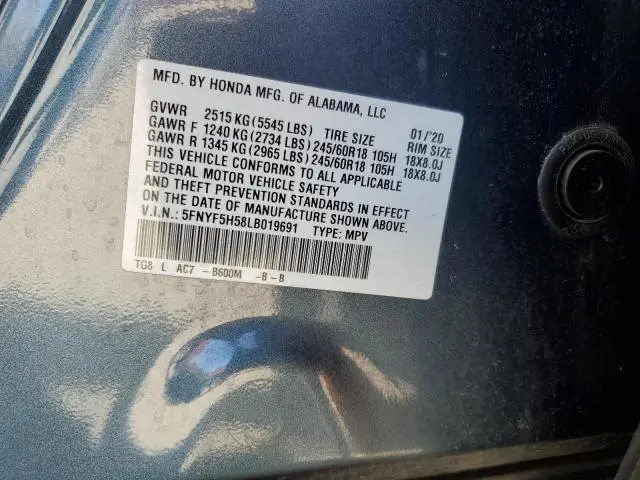 MFD. BY HONDA MFG. OF ALABAMA, LLC
GVWR 2515 KG (5545 LBS) TIRE SIZE 01/'20 RIM SIZE
GAWR F 1240 KG (2734 LBS) 245/60R18 105H 18X8.0J
GAWR R 1345 KG (2965 LBS) 245/60R18 105H 18X8.0J
THIS VEHICLE CONFORMS TO ALL APPLICABLE
FEDERAL MOTOR VEHICLE SAFETY
AND THEFT PREVENTION STANDARDS IN EFFECT
ON THE DATE OF MANUFACTURE SHOWN ABOVE.
V.I.N.: 5FNYF5H58LB019691 TYPE: MPV
TG8 L AC7 -B600M -B-B